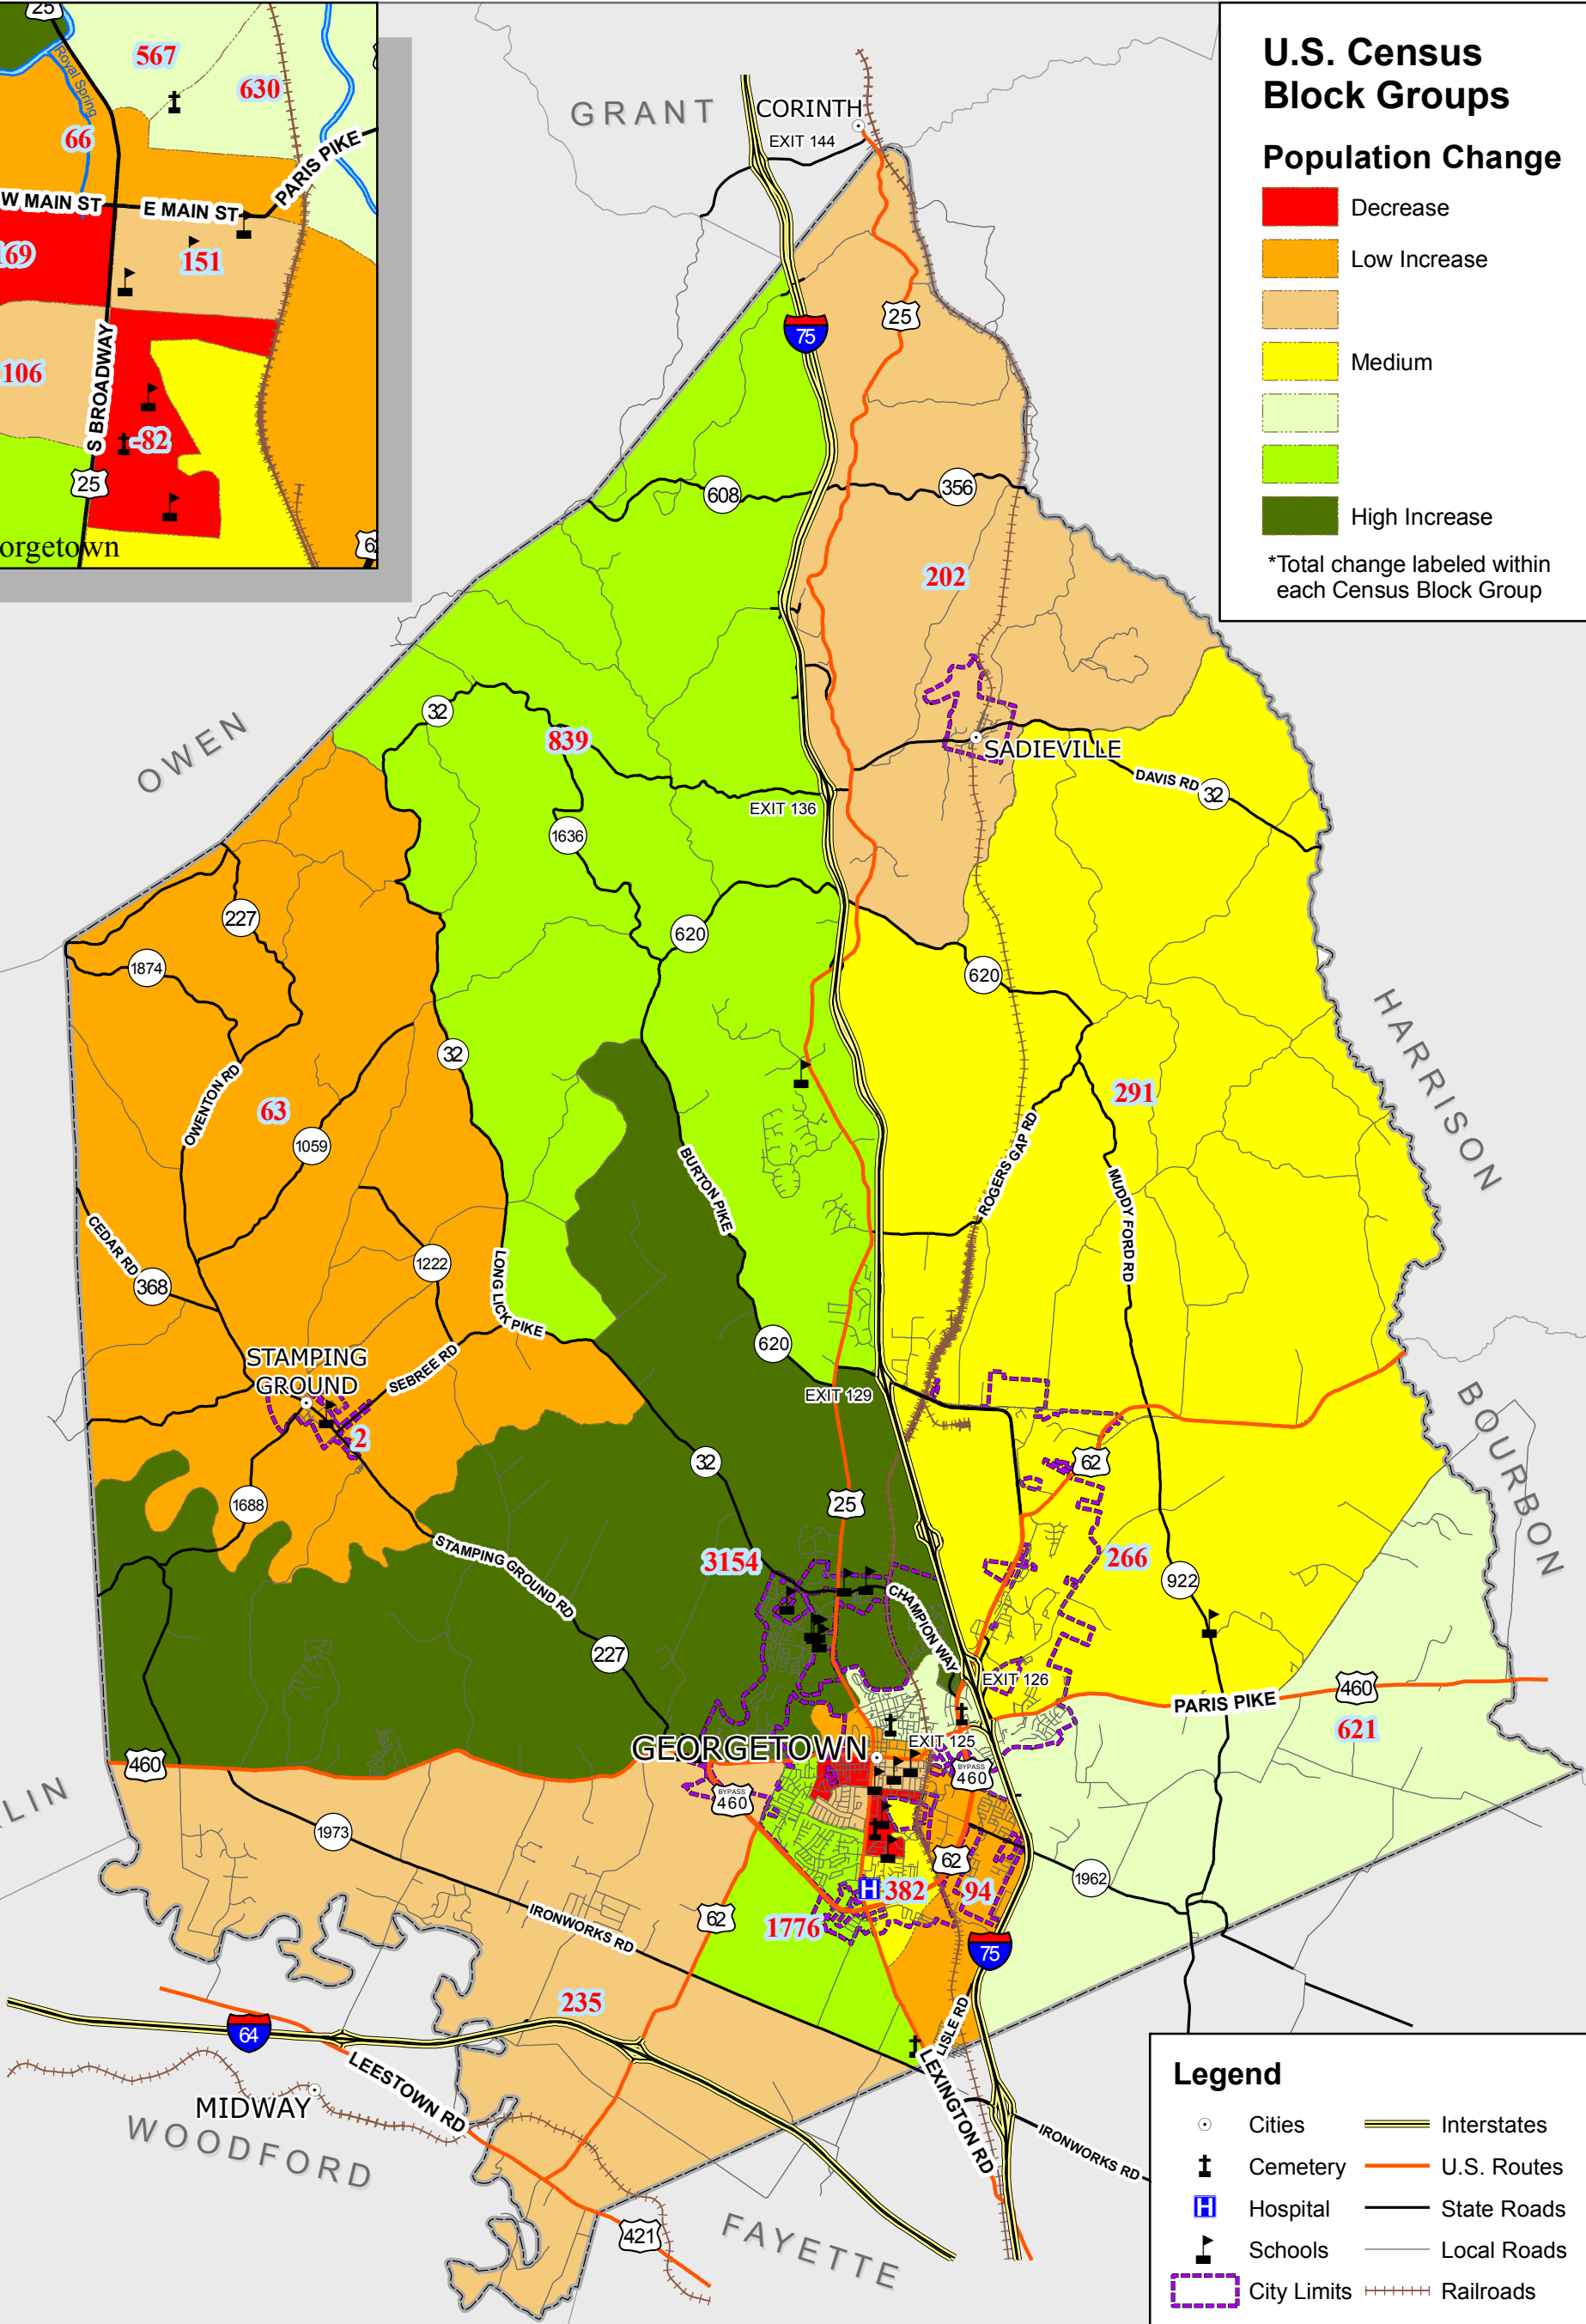 25
567
Royal Spring
630
66
PARIS PIKE
W MAIN ST
E MAIN ST
169
151
S BROADWAY
106
-82
25
orgetown
U.S. Census
Block Groups
Population Change
Decrease
Low Increase
Medium
High Increase
*Total change labeled within
each Census Block Group
GRANT
CORINTH
EXIT 144
75
25
608
356
202
OWEN
32
839
SADIEVILLE
DAVIS RD
32
EXIT 136
1636
227
620
1874
620
HARRISON
32
OWENTON RD
63
291
1059
ROGERS GAP RD
BURTON PIKE
MUDDY FORD RD
CEDAR RD
368
1222
LONG LICK PIKE
620
STAMPING
GROUND
SEBREE RD
EXIT 129
BOURBON
2
32
62
1688
25
STAMPING GROUND RD
3154
266
922
CHAMPION WAY
227
EXIT 126
PARIS PIKE
460
621
GEORGETOWN
EXIT 125
460
BYPASS
460
BYPASS
460
LIN
1973
62
1962
382
94
IRONWORKS RD
62
1776
75
235
64
LISLE RD
LEESTOWN RD
LEXINGTON RD
MIDWAY
WOODFORD
IRONWORKS RD
421
FAYETTE
Legend
Cities
Interstates
Cemetery
U.S. Routes
H
Hospital
State Roads
Schools
Local Roads
City Limits
Railroads